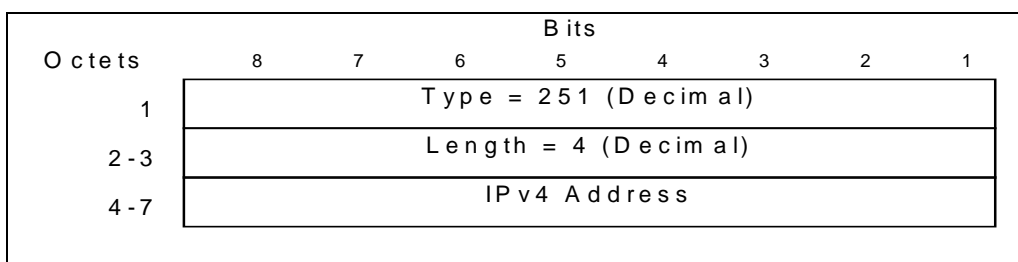 Bits
Octets 8 7 6 5 4 3 2 1
1 Type = 251 (Decimal)
2-3 Length = 4 (Decimal)
4-7 IPv4 Address